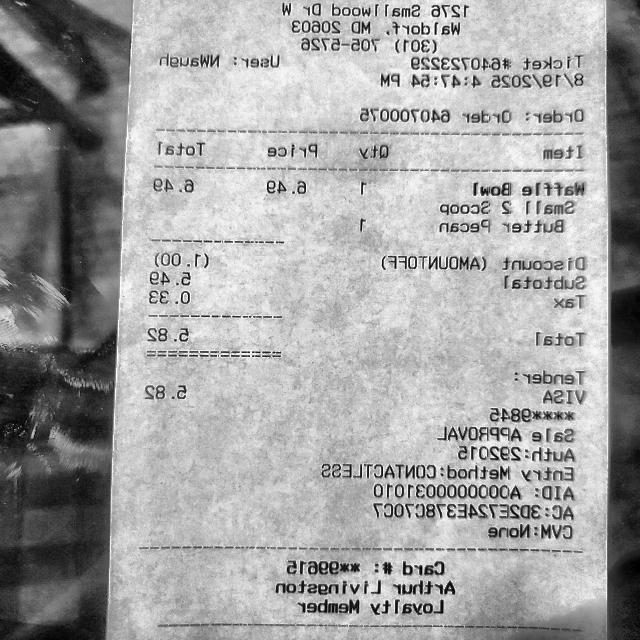 1276 Smallwood Dr W
Waldorf, MD 20603
(301) 705-5726
Ticket #640723229 User: NWaugh
8/19/2025 4:47:54 PM
Order: Order 640700075
Item Qty Price Total
Waffle Bowl 1 6.49 6.49
Small 2 Scoop
Butter Pecan 1
Discount (AMOUNTOFF) (1.00)
Subtotal 5.49
Tax 0.33
Total 5.82
Tender:
VISA 5.82
****9845
Sale APPROVAL
Auth:292015
Entry Method:CONTACTLESS
AID: A0000000031010
AC:3D2E724E378C70C7
CVM:None
Card #: **99615
Arthur Livingston
Loyalty Member